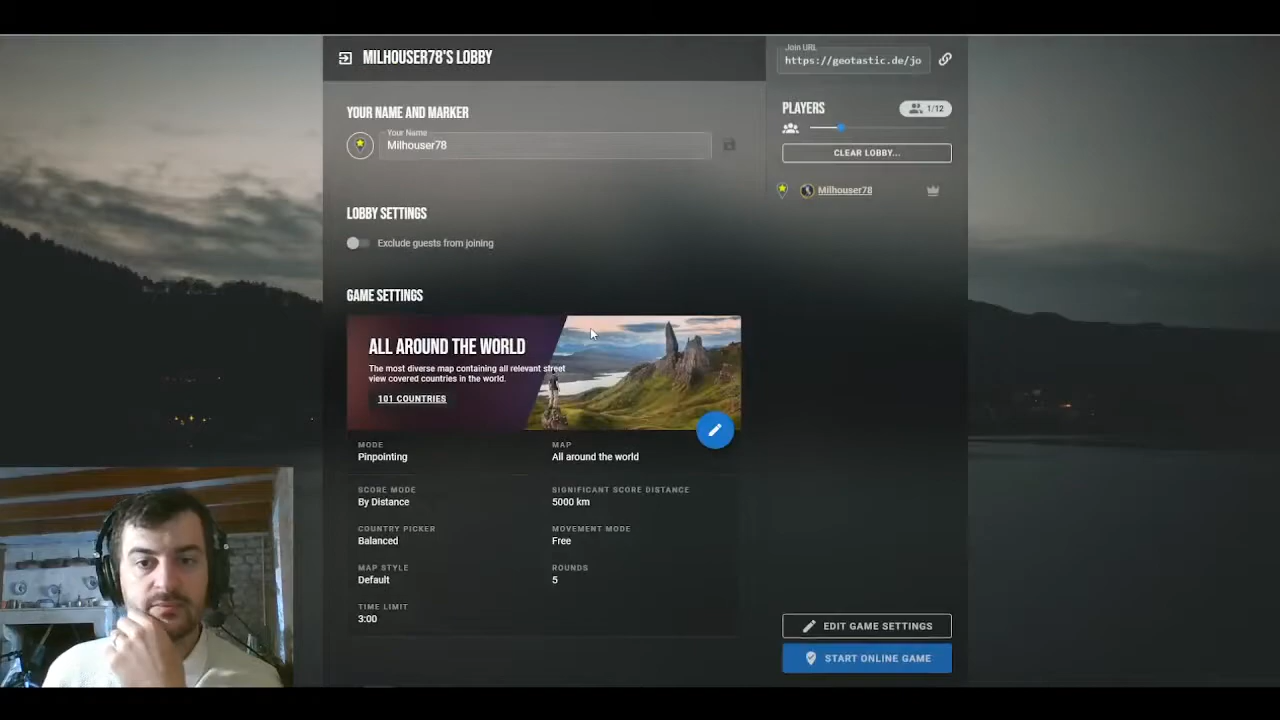 MILHOUSER78'S LOBBY
YOUR NAME AND MARKER
Your Name
Milhouser78
LOBBY SETTINGS
Exclude guests from joining
GAME SETTINGS
ALL AROUND THE WORLD
The most diverse map containing all relevant street
view covered countries in the world.
101 COUNTRIES
MODE
Pinpointing
MAP
All around the world
SCORE MODE
By Distance
SIGNIFICANT SCORE DISTANCE
5000 km
COUNTRY PICKER
Balanced
MOVEMENT MODE
Free
MAP STYLE
Default
ROUNDS
5
TIME LIMIT
3:00
Join URL
https://geotastic.de/jo
PLAYERS
1/12
CLEAR LOBBY...
Milhouser78
EDIT GAME SETTINGS
START ONLINE GAME